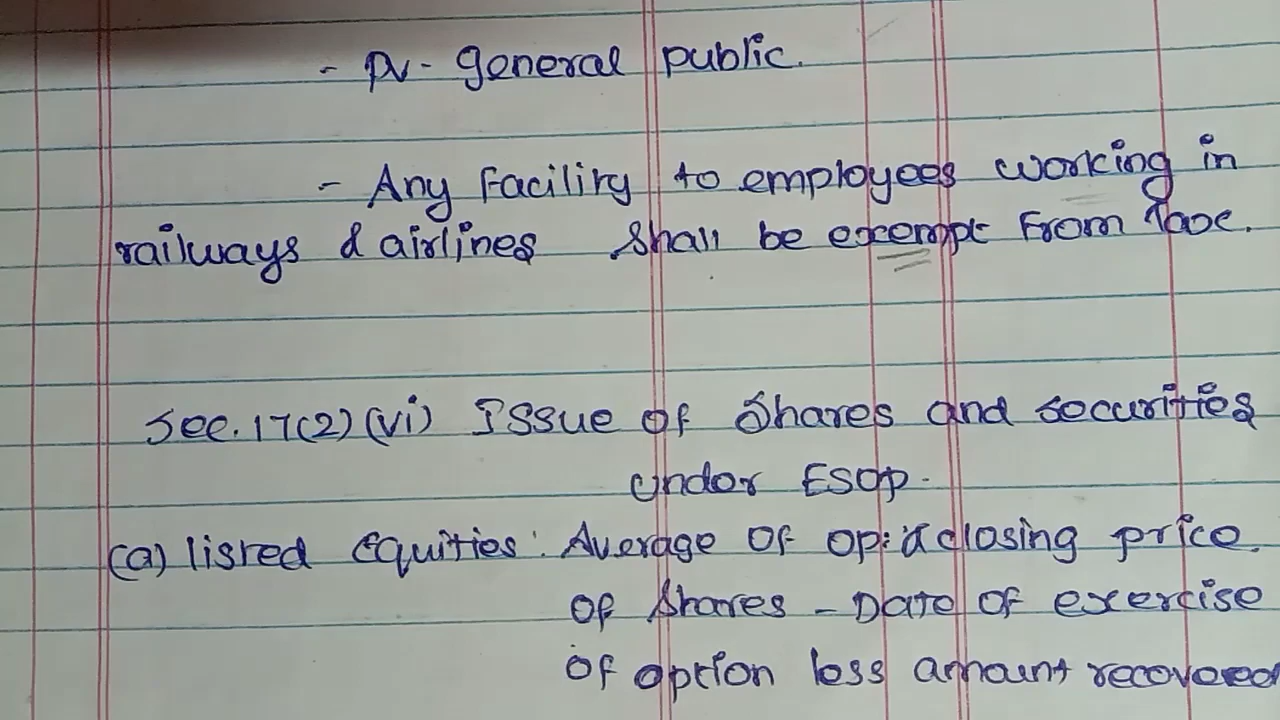 - PV - general public.
- Any Facility to employees working in
railways & airlines shall be exempt from Tax.
Sec. 17(2)(vi) Issue of Shares and securities
under ESOP.
(a) listed Equities: Average of op: & closing price
of shares - Date of exercise
of option less amount recovered